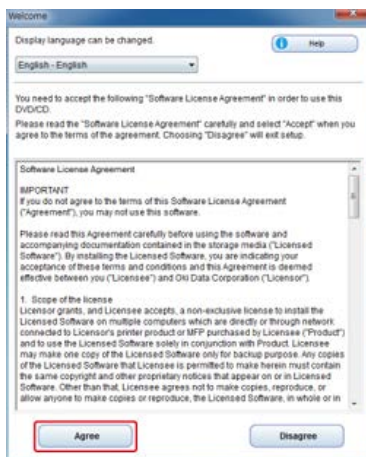 Welcome
Display language can be changed.
Help
English - English
You need to accept the following "Software License Agreement" in order to use this
DVD/CD.
Please read the "Software License Agreement" carefully and select "Accept" when you
agree to the terms of the agreement. Choosing "Disagree" will exit setup.
Software License Agreement
IMPORTANT
If you do not agree to the terms of this Software License Agreement
("Agreement"), you may not use this software.
Please read this Agreement carefully before using the software and
accompanying documentation contained in the storage media ("Licensed
Software"). By installing the Licensed Software, you are indicating your
acceptance of these terms and conditions and this Agreement is deemed
effective between you ("Licensee") and Oki Data Corporation ("Licensor").
1. Scope of the license
Licensor grants, and Licensee accepts, a non-exclusive license to install the
Licensed Software on multiple computers which are directly or through network
connected to Licensor's printer product or MFP purchased by Licensee ("Product")
and to use the Licensed Software solely in conjunction with Product. Licensee
may make one copy of the Licensed Software only for backup purpose. Any copies
of the Licensed Software that Licensee is permitted to make herein must contain
the same copyright and other proprietary notices that appear on or in Licensed
Software. Other than that, Licensee agrees not to make copies, reproduce, or
allow anyone to make copies or reproduce, the Licensed Software, in whole or in
Agree
Disagree